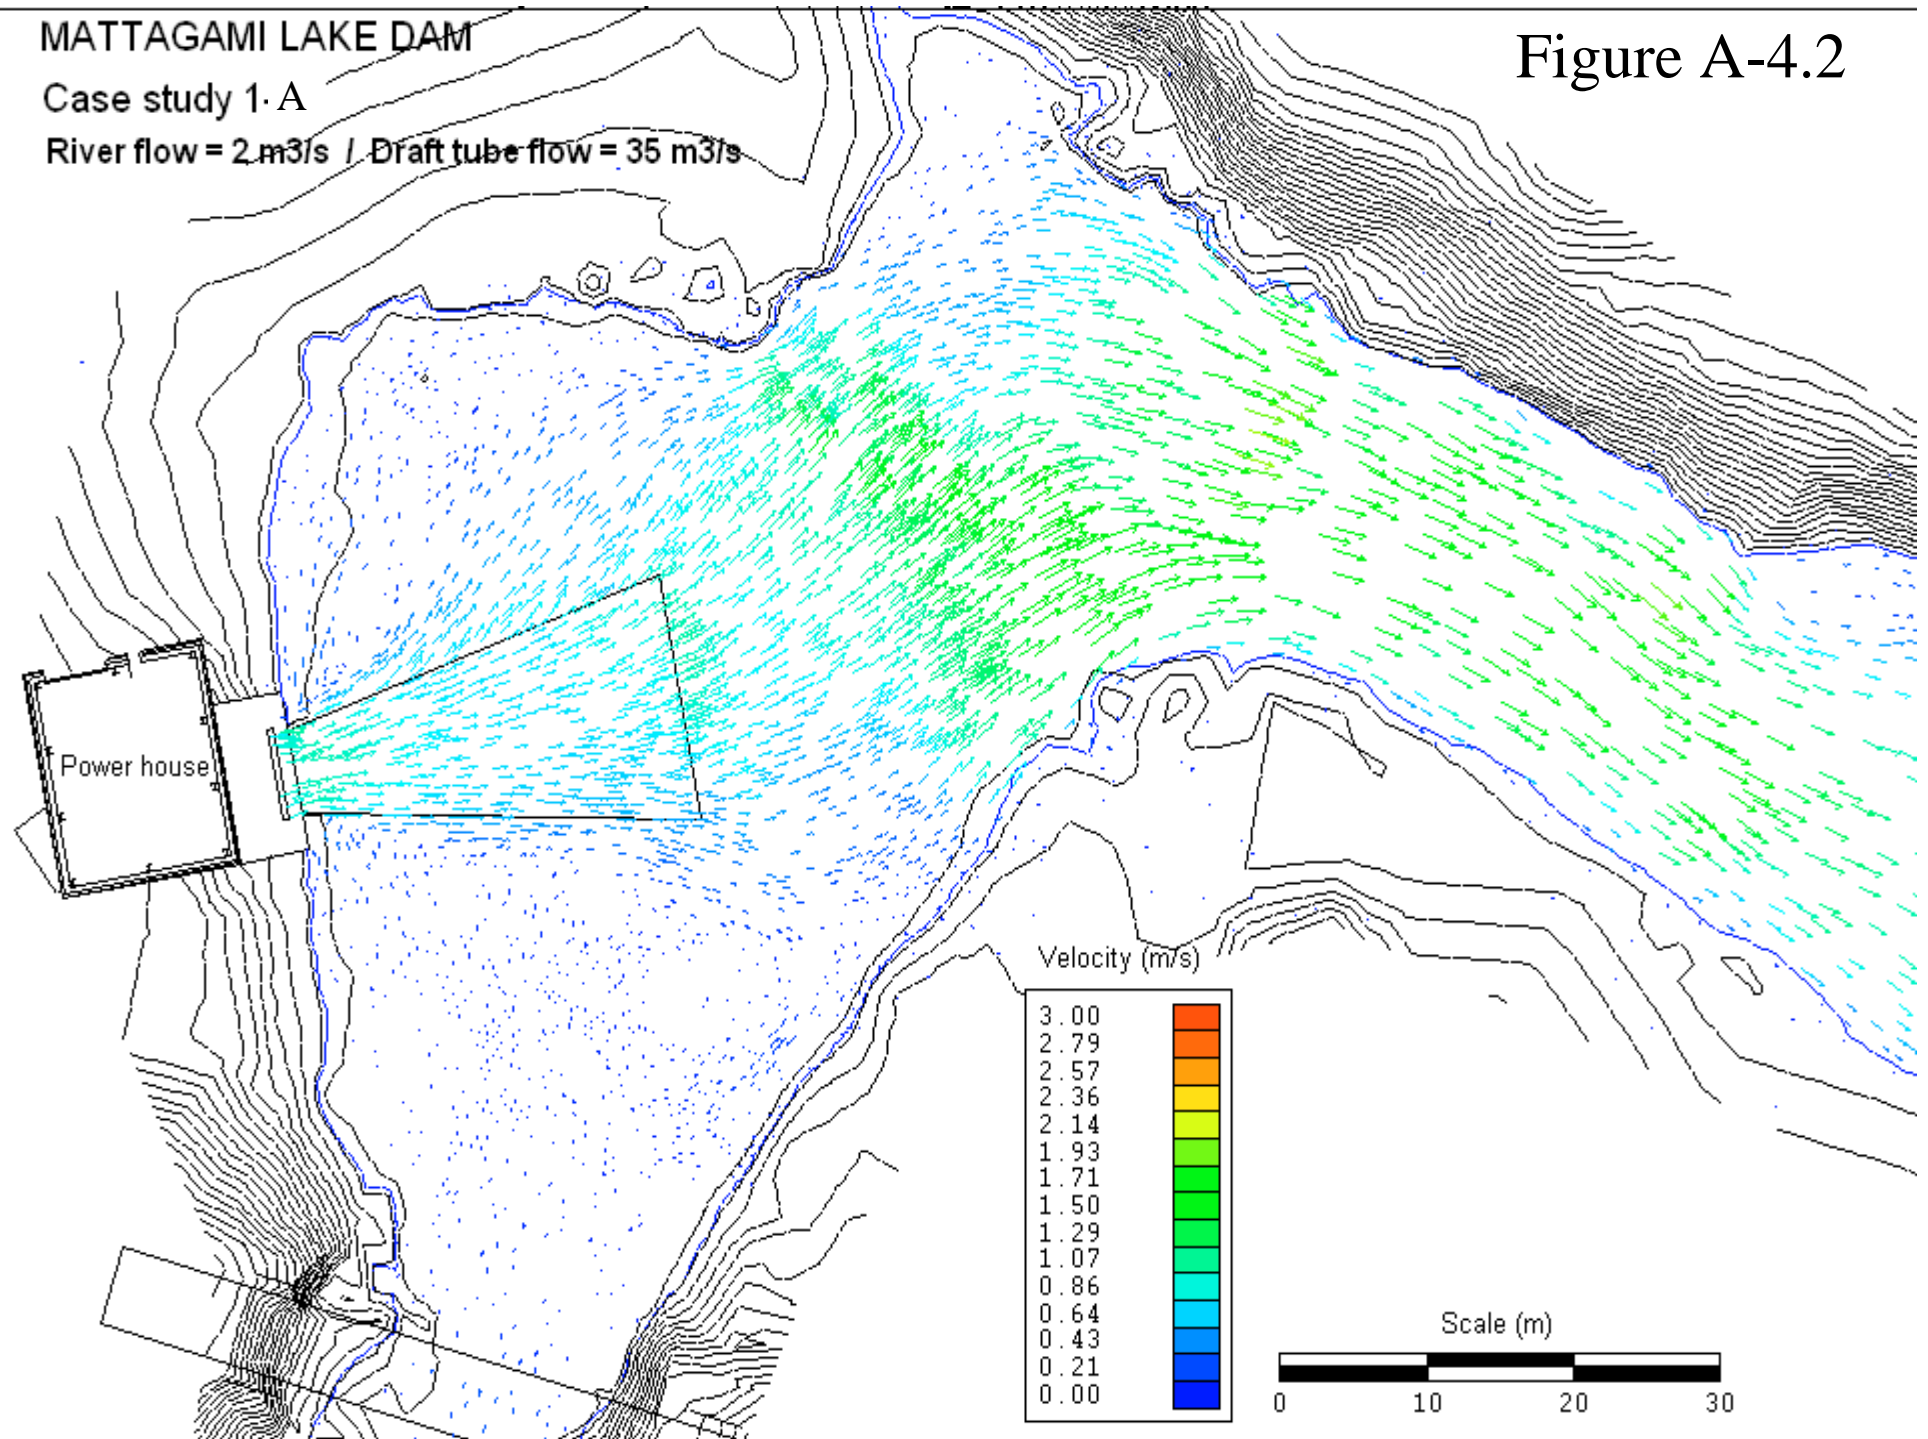 MATTAGAMI LAKE DAM
Figure A-4.2
Case study 1. A
River flow = 2 m3/s / Draft tube flow = 35 m3/s
Power house
Velocity (m/s)
3.00
2.79
2.57
2.36
2.14
1.93
1.71
1.50
1.29
1.07
0.86
0.64
0.43
0.21
0.00
Scale (m)
0 10 20 30